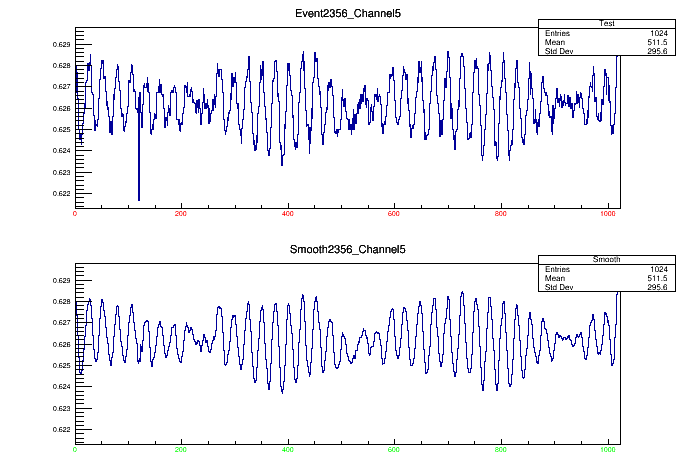 Event2356_Channel5
Test
Entries 1024
Mean 511.5
Std Dev 295.6
0.629
0.628
0.627
0.626
0.625
0.624
0.623
0.622
0 200 400 600 800 1000
Smooth2356_Channel5
Smooth
Entries 1024
Mean 511.5
Std Dev 295.6
0.629
0.628
0.627
0.626
0.625
0.624
0.623
0.622
0 200 400 600 800 1000